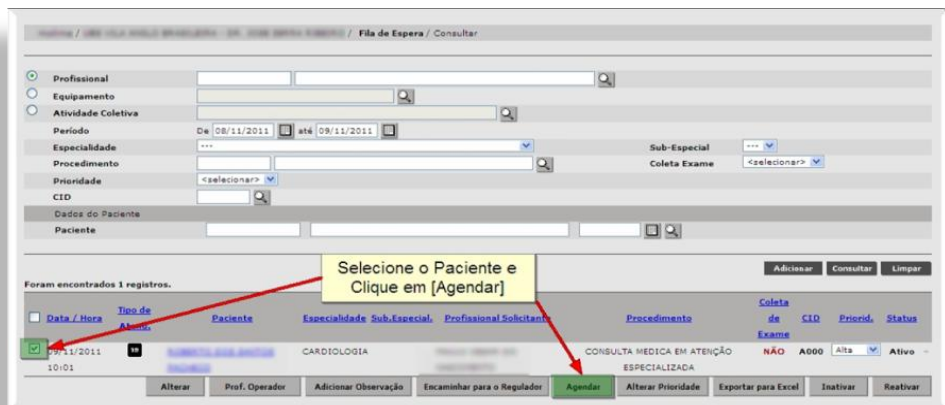 / Fila de Espera / Consultar
Profissional
Equipamento
Atividade Coletiva
Período De 08/11/2011 até 09/11/2011
Especialidade --- Sub-Especial ---
Procedimento Coleta Exame <selecionar>
Prioridade <selecionar>
CID
Dados do Paciente
Paciente
Adicionar Consultar Limpar
Selecione o Paciente e
Clique em [Agendar]
Foram encontrados 1 registros.
Data / Hora Tipo de Paciente Especialidade Sub.Especial. Profissional Solicitante Procedimento Coleta de Exame CID Priorid. Status
09/11/2011 CARDIOLOGIA CONSULTA MEDICA EM ATENÇÃO NÃO A000 Alta Ativo
10:01 ESPECIALIZADA
Alterar Prof. Operador Adicionar Observação Encaminhar para o Regulador Agendar Alterar Prioridade Exportar para Excel Inativar Reativar